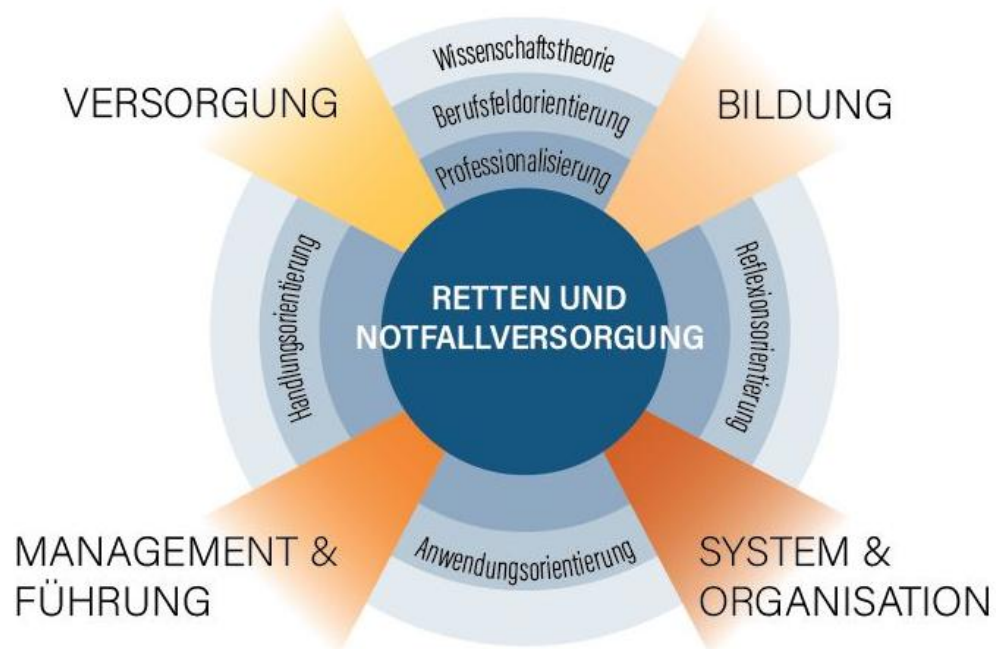 Wissenschaftstheorie
VERSORGUNG
Berufsfeldorientierung
BILDUNG
Professionalisierung
Handlungsorientierung
RETTEN UND
NOTFALLVERSORGUNG
Reflexionsorientierung
MANAGEMENT &
FÜHRUNG
Anwendungsorientierung
SYSTEM &
ORGANISATION